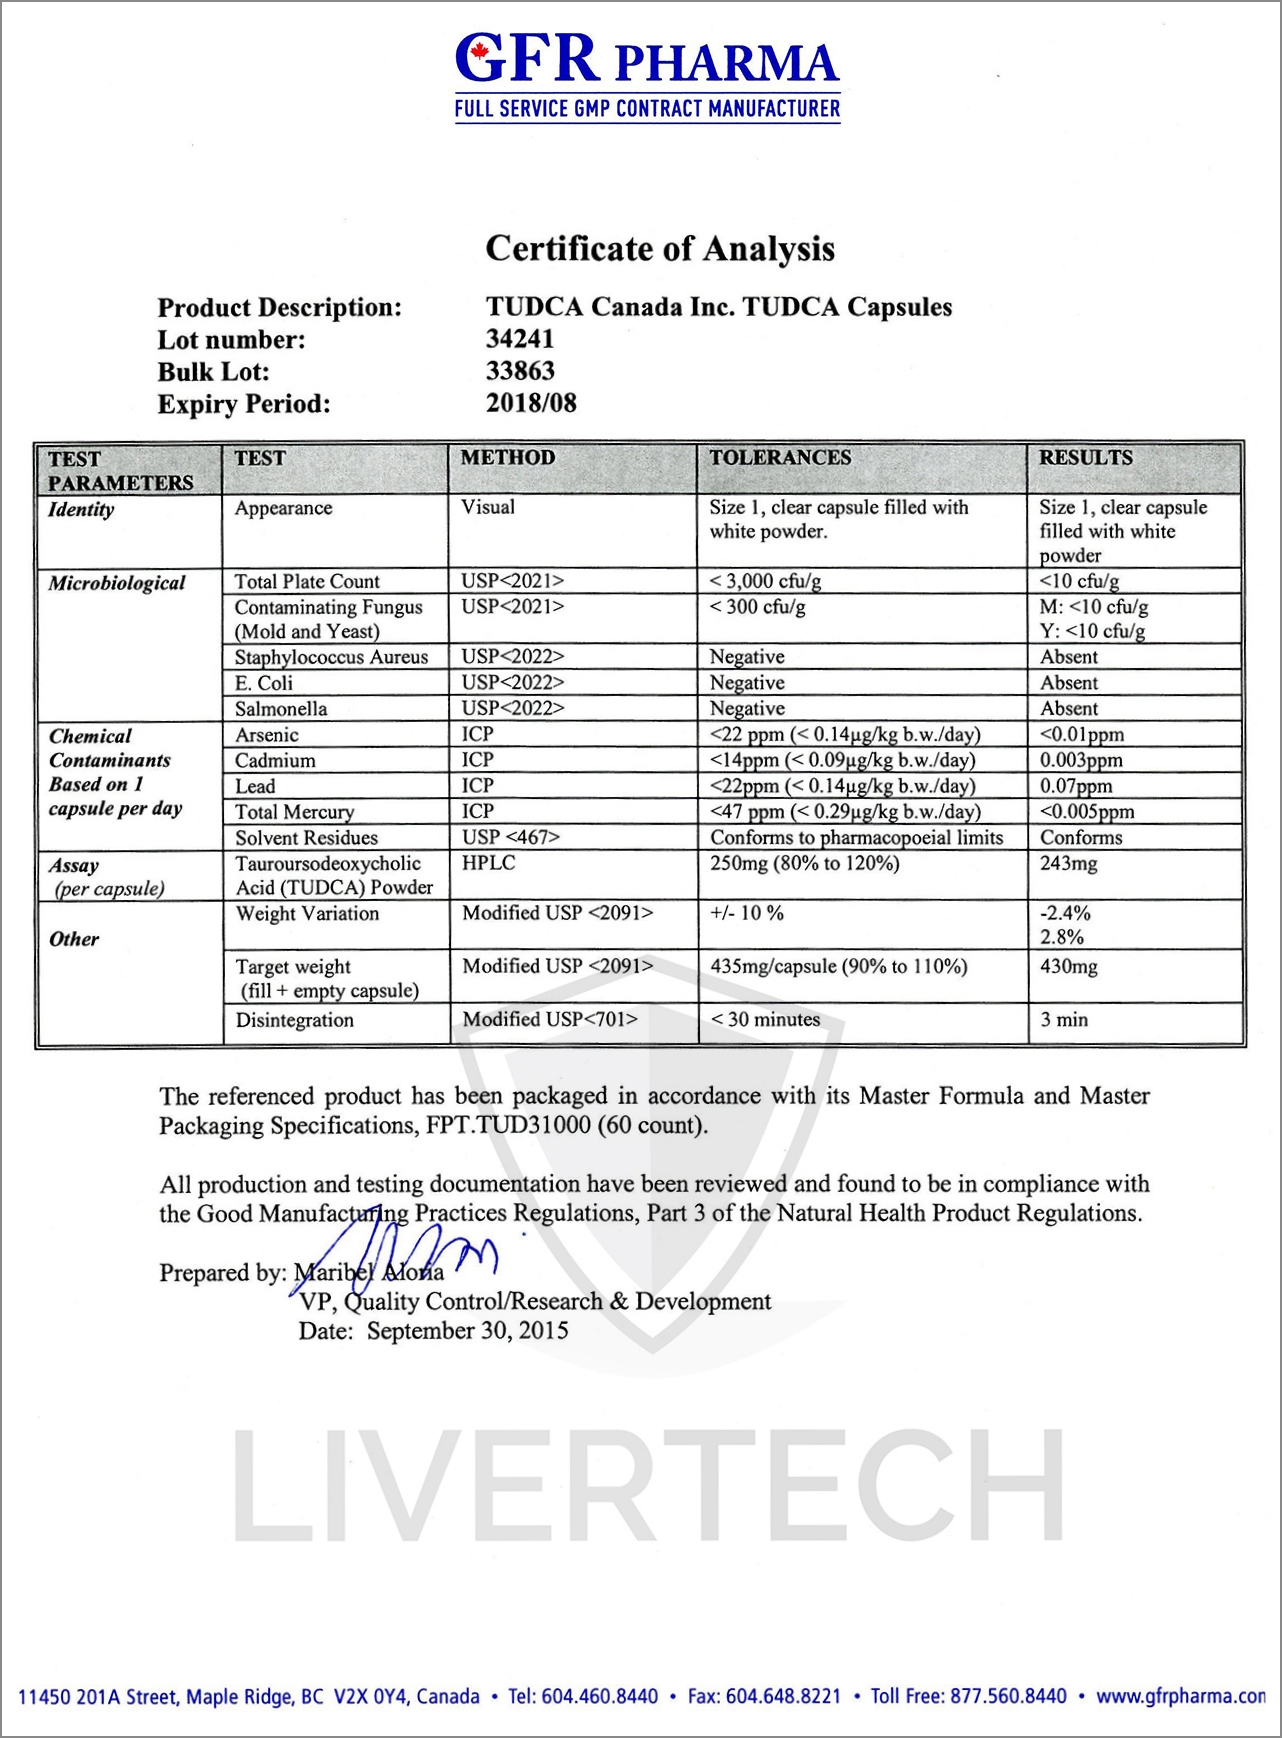 GFR PHARMA
FULL SERVICE GMP CONTRACT MANUFACTURER
Certificate of Analysis
Product Description: TUDCA Canada Inc. TUDCA Capsules
Lot number: 34241
Bulk Lot: 33863
Expiry Period: 2018/08
TEST PARAMETERS TEST METHOD TOLERANCES RESULTS
Identity Appearance Visual Size 1, clear capsule filled with white powder. Size 1, clear capsule filled with white powder
Microbiological Total Plate Count USP<2021> < 3,000 cfu/g <10 cfu/g
Contaminating Fungus (Mold and Yeast) USP<2021> < 300 cfu/g M: <10 cfu/g Y: <10 cfu/g
Staphylococcus Aureus USP<2022> Negative Absent
E. Coli USP<2022> Negative Absent
Salmonella USP<2022> Negative Absent
Chemical Contaminants Based on 1 capsule per day Arsenic ICP <22 ppm (< 0.14µg/kg b.w./day) <0.01ppm
Cadmium ICP <14ppm (< 0.09µg/kg b.w./day) 0.003ppm
Lead ICP <22ppm (< 0.14µg/kg b.w./day) 0.07ppm
Total Mercury ICP <47 ppm (< 0.29µg/kg b.w./day) <0.005ppm
Solvent Residues USP <467> Conforms to pharmacopoeial limits Conforms
Assay (per capsule) Tauroursodeoxycholic Acid (TUDCA) Powder HPLC 250mg (80% to 120%) 243mg
Other Weight Variation Modified USP <2091> +/- 10 % -2.4% 2.8%
Target weight (fill + empty capsule) Modified USP <2091> 435mg/capsule (90% to 110%) 430mg
Disintegration Modified USP<701> < 30 minutes 3 min
The referenced product has been packaged in accordance with its Master Formula and Master
Packaging Specifications, FPT.TUD31000 (60 count).
All production and testing documentation have been reviewed and found to be in compliance with
the Good Manufacturing Practices Regulations, Part 3 of the Natural Health Product Regulations.
Prepared by: Maribel Aloria
VP, Quality Control/Research & Development
Date: September 30, 2015
LIVERTECH
11450 201A Street, Maple Ridge, BC V2X 0Y4, Canada • Tel: 604.460.8440 • Fax: 604.648.8221 • Toll Free: 877.560.8440 • www.gfrpharma.com